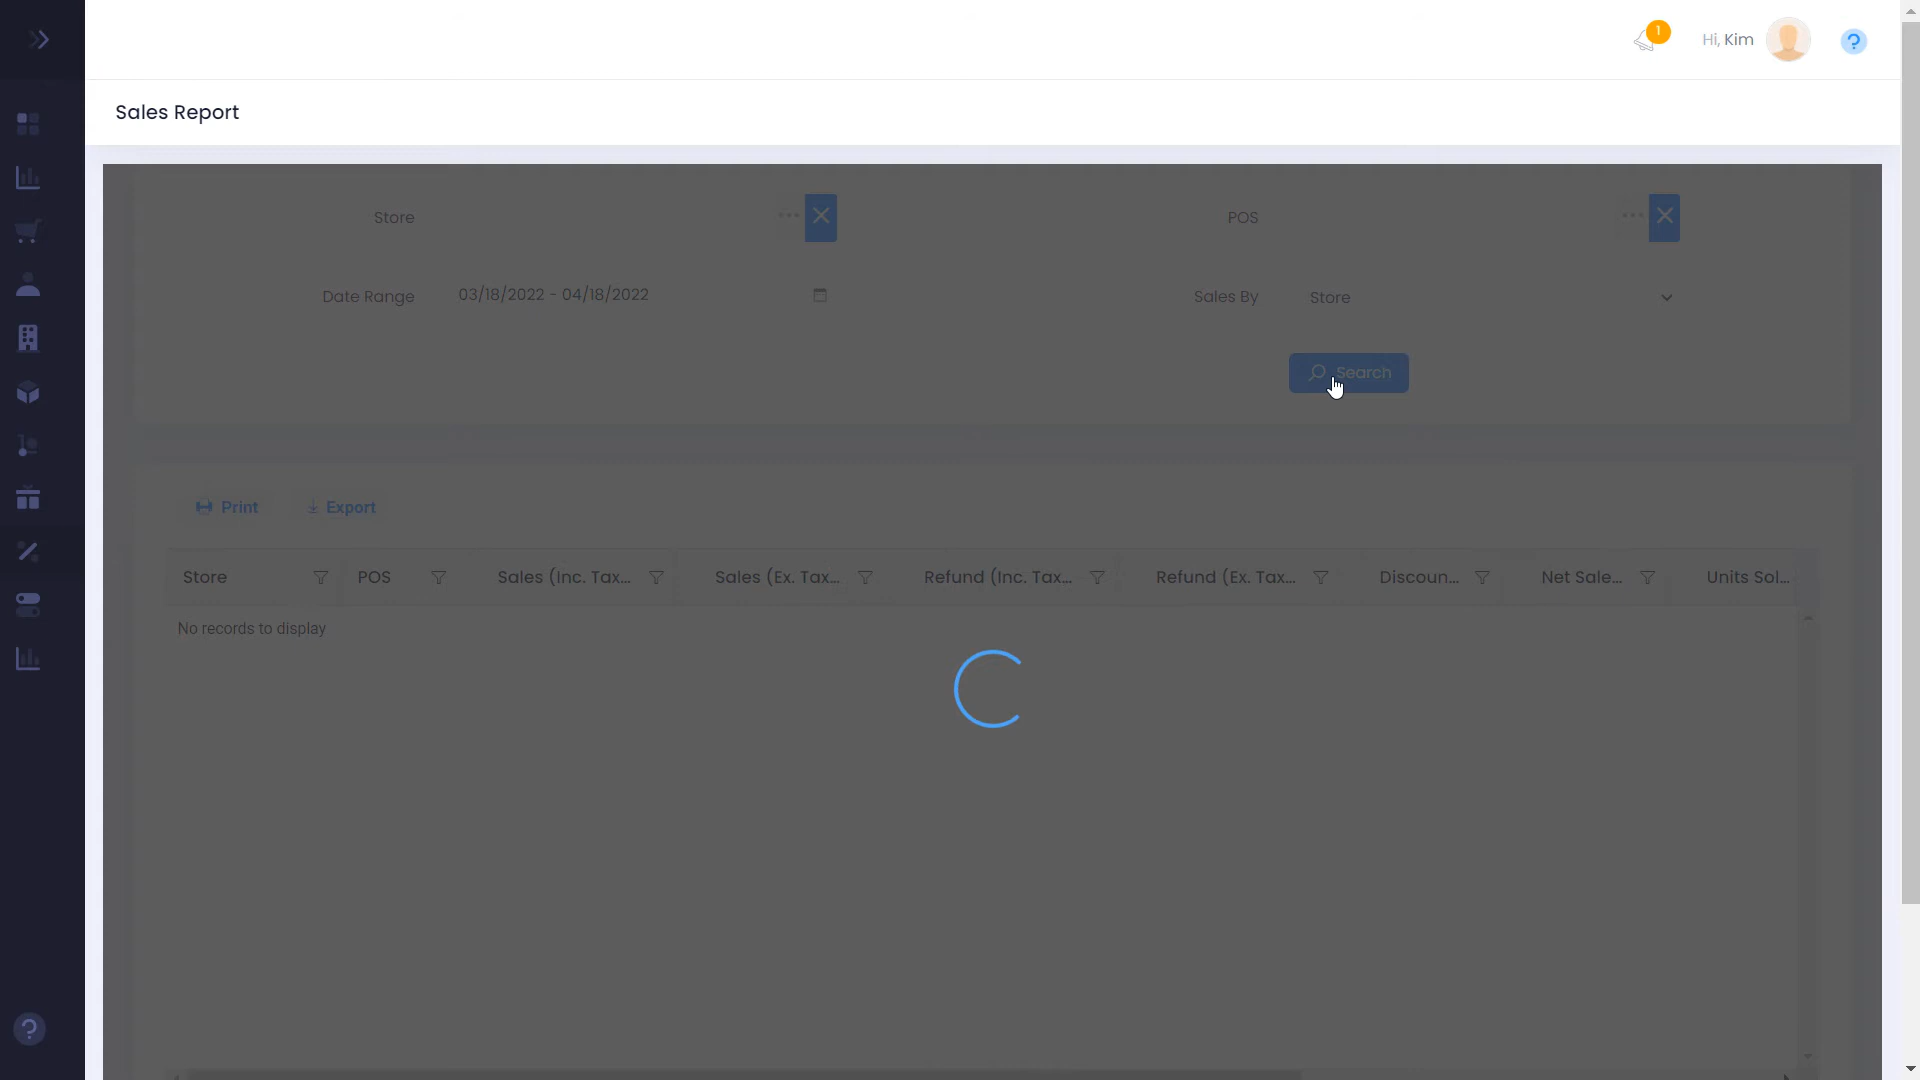 1
Hi, Kim
?
Sales Report
Store
POS
Date Range
03/18/2022 - 04/18/2022
Sales By
Store
Search
Print
Export
Store
POS
Sales (Inc. Tax...
Sales (Ex. Tax...
Refund (Inc. Tax...
Refund (Ex. Tax...
Discoun...
Net Sale...
Units Sol...
No records to display
?